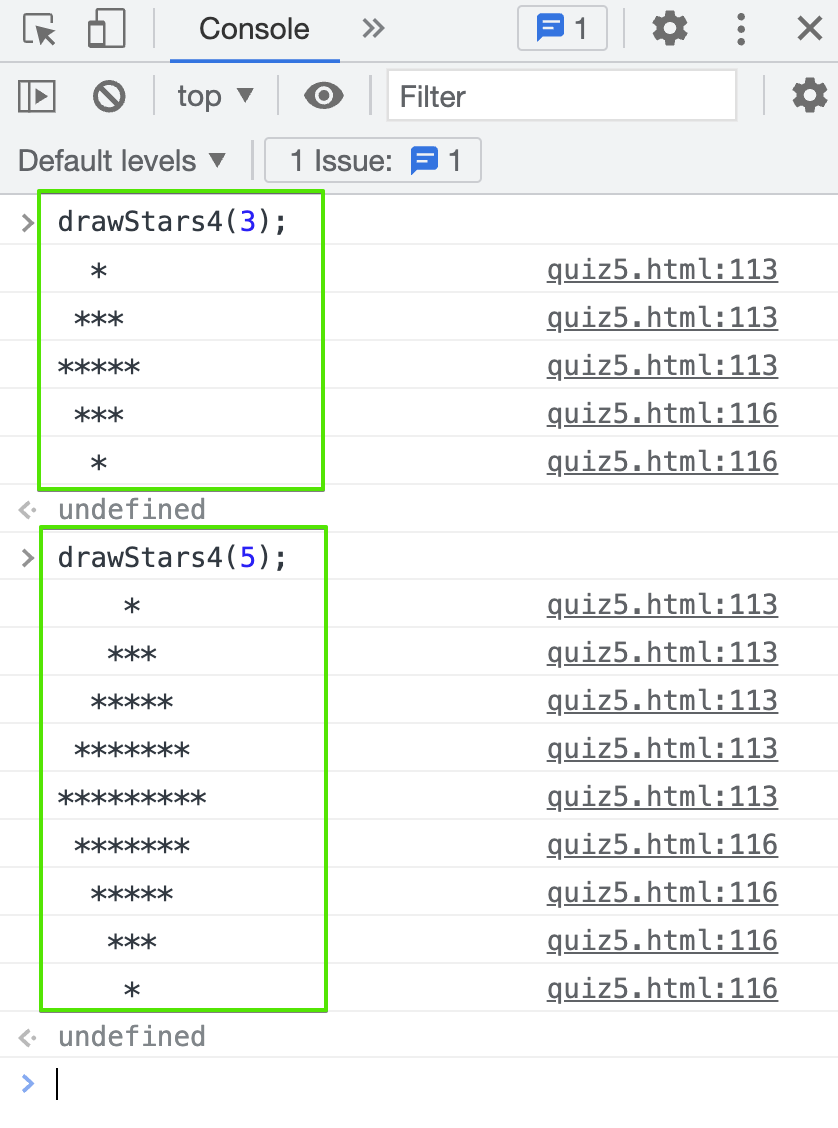 Console 1
top Filter
Default levels 1 Issue: 1
> drawStars4(3);
  * quiz5.html:113
 *** quiz5.html:113
***** quiz5.html:113
 *** quiz5.html:116
  * quiz5.html:116
undefined
> drawStars4(5);
    * quiz5.html:113
   *** quiz5.html:113
  ***** quiz5.html:113
 ******* quiz5.html:113
********* quiz5.html:113
 ******* quiz5.html:116
  ***** quiz5.html:116
   *** quiz5.html:116
    * quiz5.html:116
undefined
>